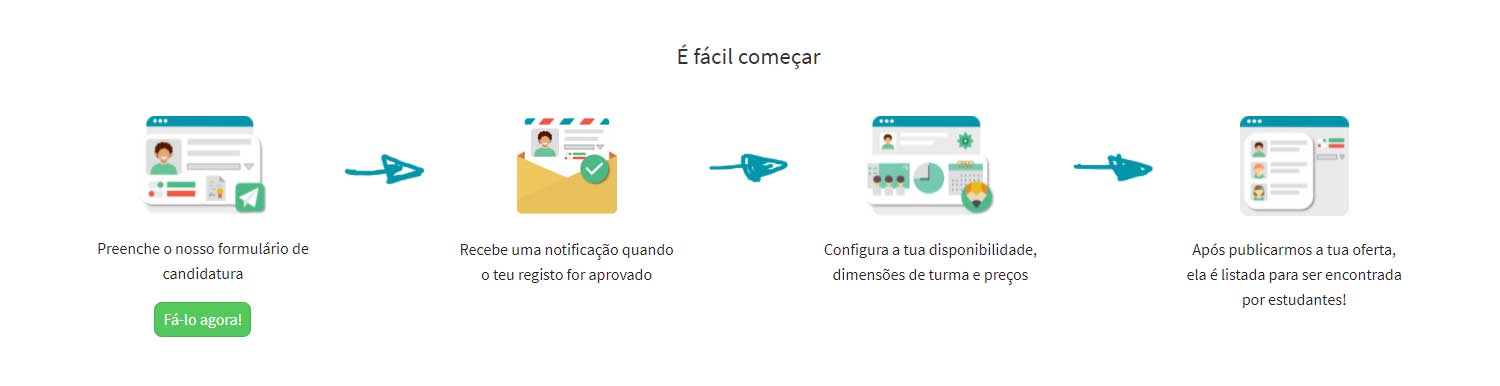 É fácil começar
Preenche o nosso formulário de
candidatura
Fá-lo agora!
Recebe uma notificação quando
o teu registo for aprovado
Configura a tua disponibilidade,
dimensões de turma e preços
Após publicarmos a tua oferta,
ela é listada para ser encontrada
por estudantes!